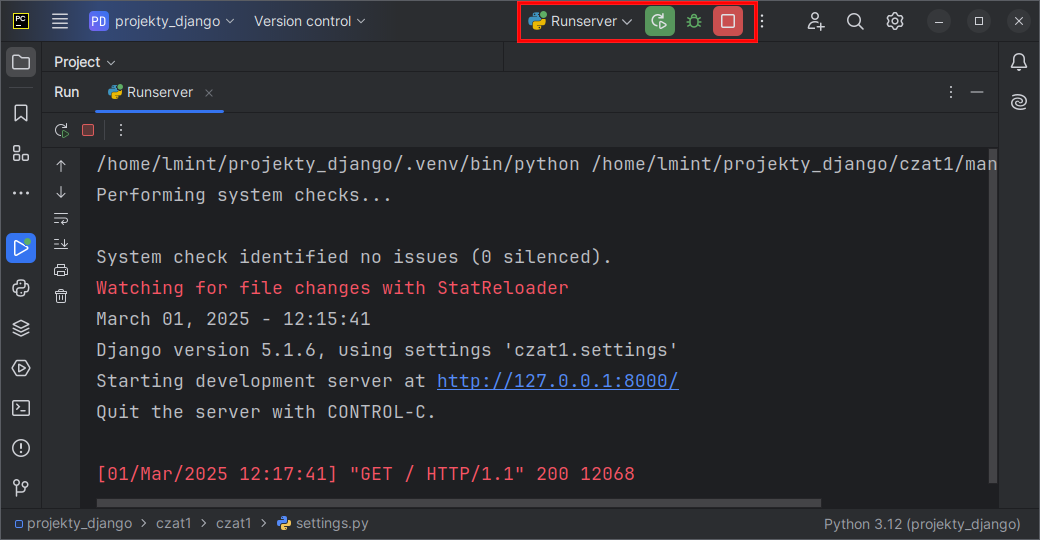 PC PD projekty_django Version control Runserver
Project
Run Runserver
/home/lmint/projekty_django/.venv/bin/python /home/lmint/projekty_django/czat1/man
Performing system checks...
System check identified no issues (0 silenced).
Watching for file changes with StatReloader
March 01, 2025 - 12:15:41
Django version 5.1.6, using settings 'czat1.settings'
Starting development server at http://127.0.0.1:8000/
Quit the server with CONTROL-C.
[01/Mar/2025 12:17:41] "GET / HTTP/1.1" 200 12068
projekty_django > czat1 > czat1 > settings.py Python 3.12 (projekty_django)